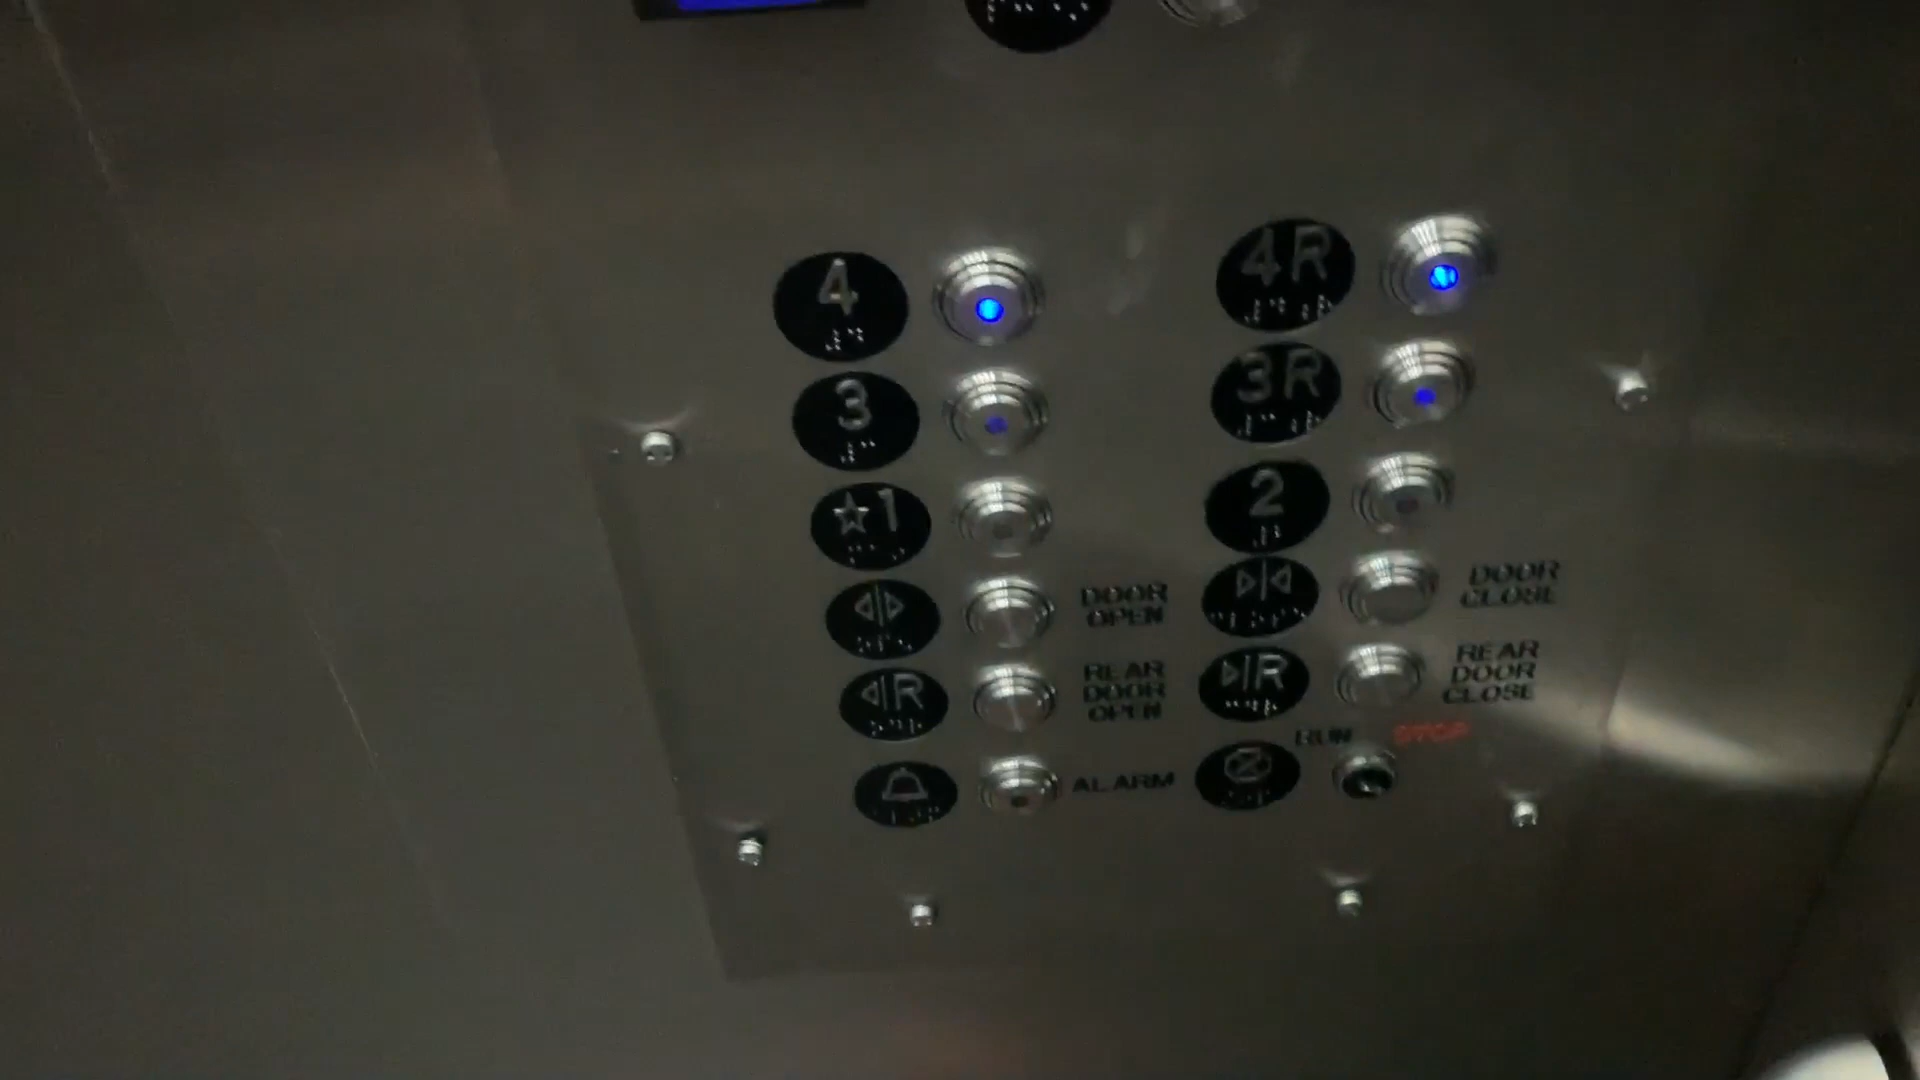 4
4R
3
3R
☆1
2
DOOR
OPEN
DOOR
CLOSE
R
REAR
DOOR
OPEN
R
REAR
DOOR
CLOSE
ALARM
RUN STOP